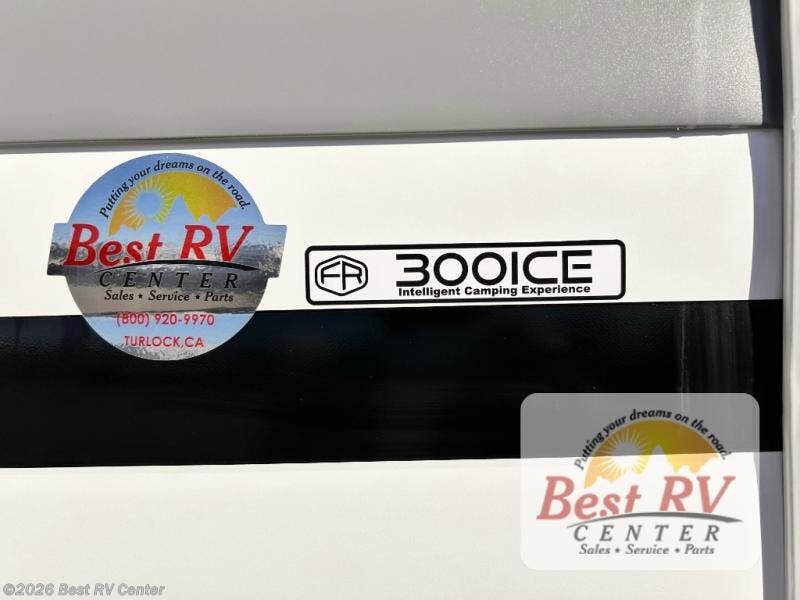 Putting your dreams on the road.
Best RV
CENTER
Sales ★ Service ★ Parts
(800) 920-9970
TURLOCK,CA
FR
300ICE
Intelligent Camping Experience
Putting your dreams on the road.
Best RV
CENTER
Sales ★ Service ★ Parts
©2026 Best RV Center